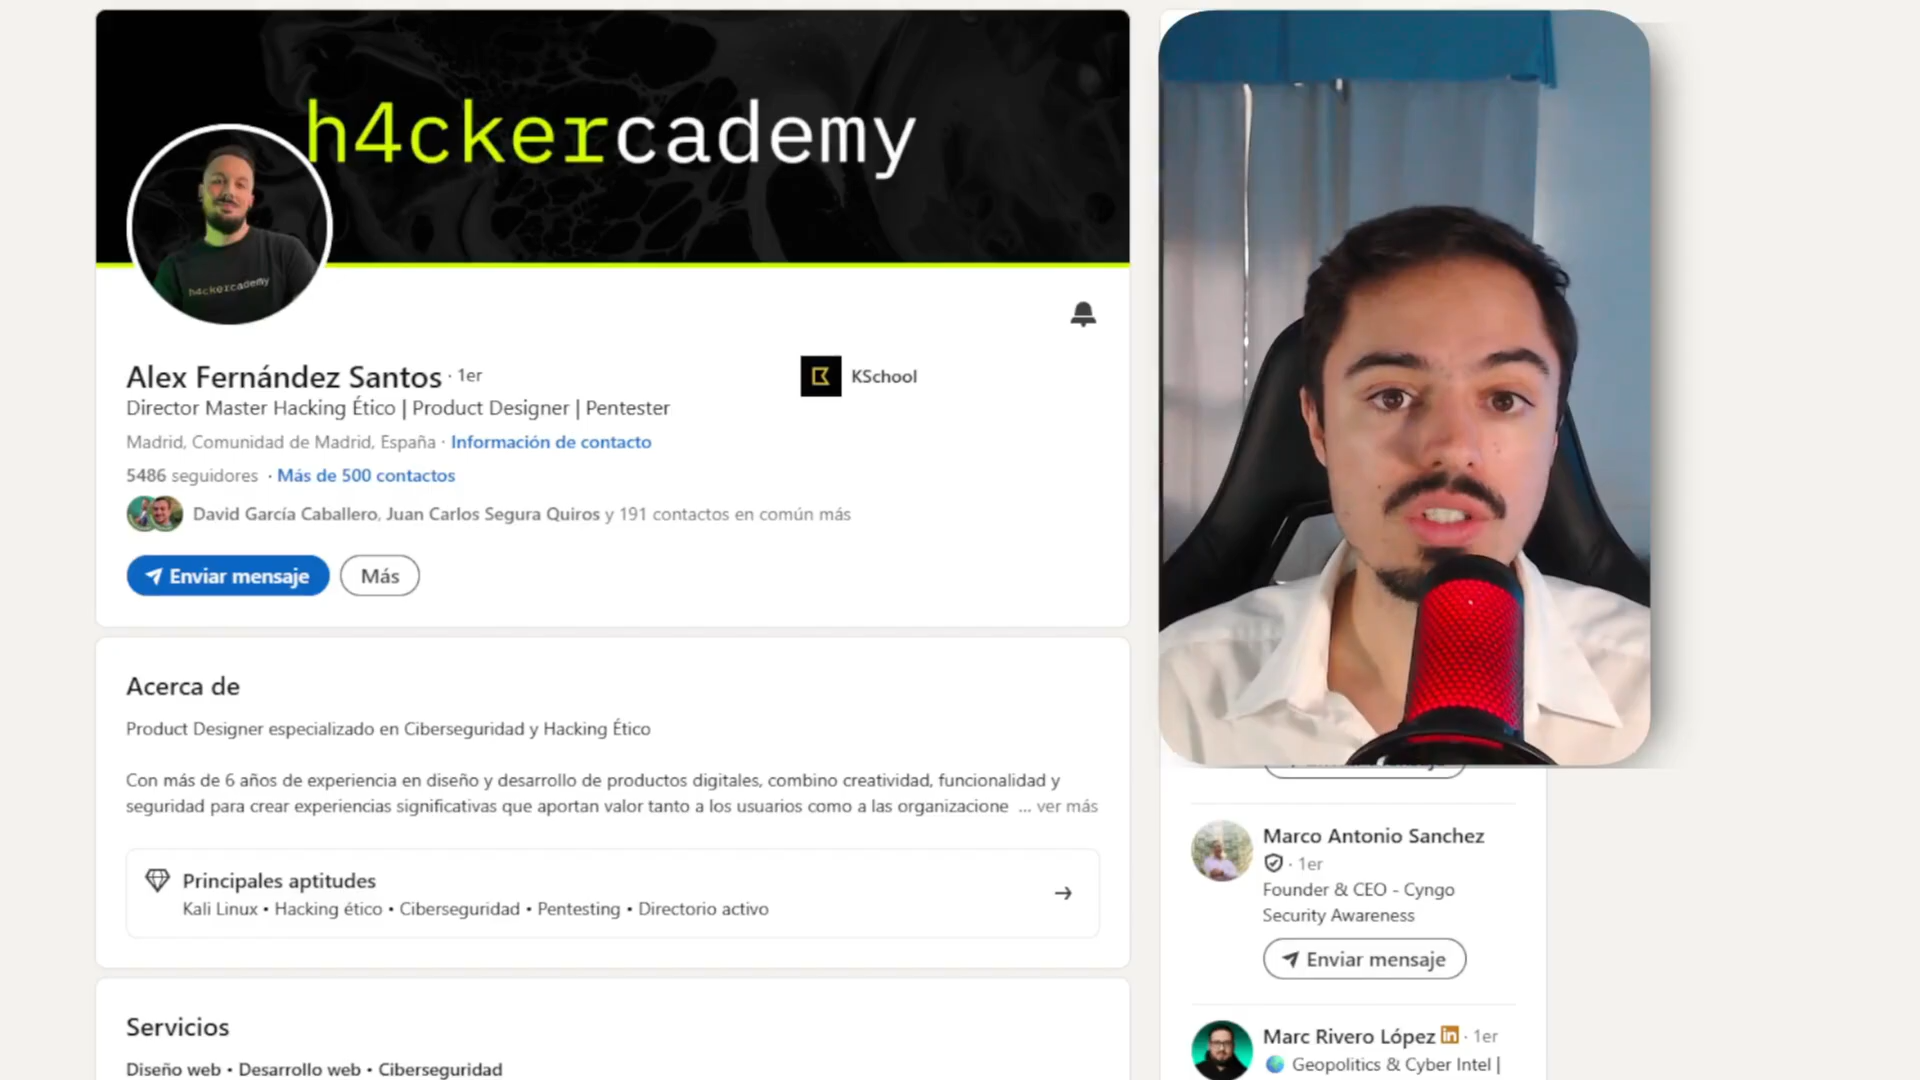 h4ckercademy
h4ckercademy
Alex Fernández Santos · 1er
KSchool
Director Master Hacking Ético | Product Designer | Pentester
Madrid, Comunidad de Madrid, España · Información de contacto
5486 seguidores · Más de 500 contactos
David García Caballero, Juan Carlos Segura Quiros y 191 contactos en común más
Enviar mensaje
Más
Acerca de
Product Designer especializado en Ciberseguridad y Hacking Ético
Con más de 6 años de experiencia en diseño y desarrollo de productos digitales, combino creatividad, funcionalidad y
seguridad para crear experiencias significativas que aportan valor tanto a los usuarios como a las organizacione ... ver más
Principales aptitudes
Kali Linux • Hacking ético • Ciberseguridad • Pentesting • Directorio activo
Servicios
Diseño web • Desarrollo web • Ciberseguridad
Marco Antonio Sanchez
· 1er
Founder & CEO - Cyngo
Security Awareness
Enviar mensaje
Marc Rivero López in · 1er
Geopolitics & Cyber Intel |